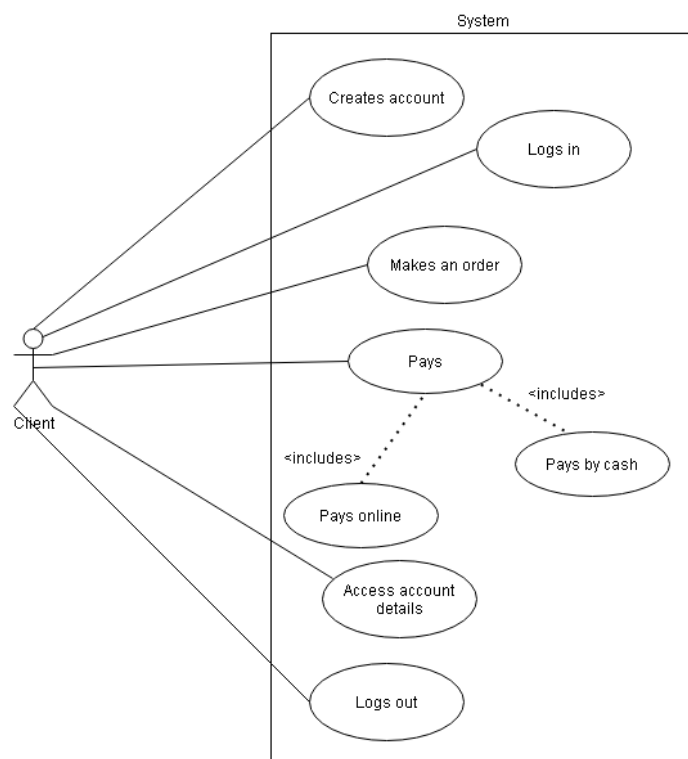 System
Creates account
Logs in
Makes an order
Pays
<includes>
Client
<includes>
Pays by cash
Pays online
Access account
details
Logs out